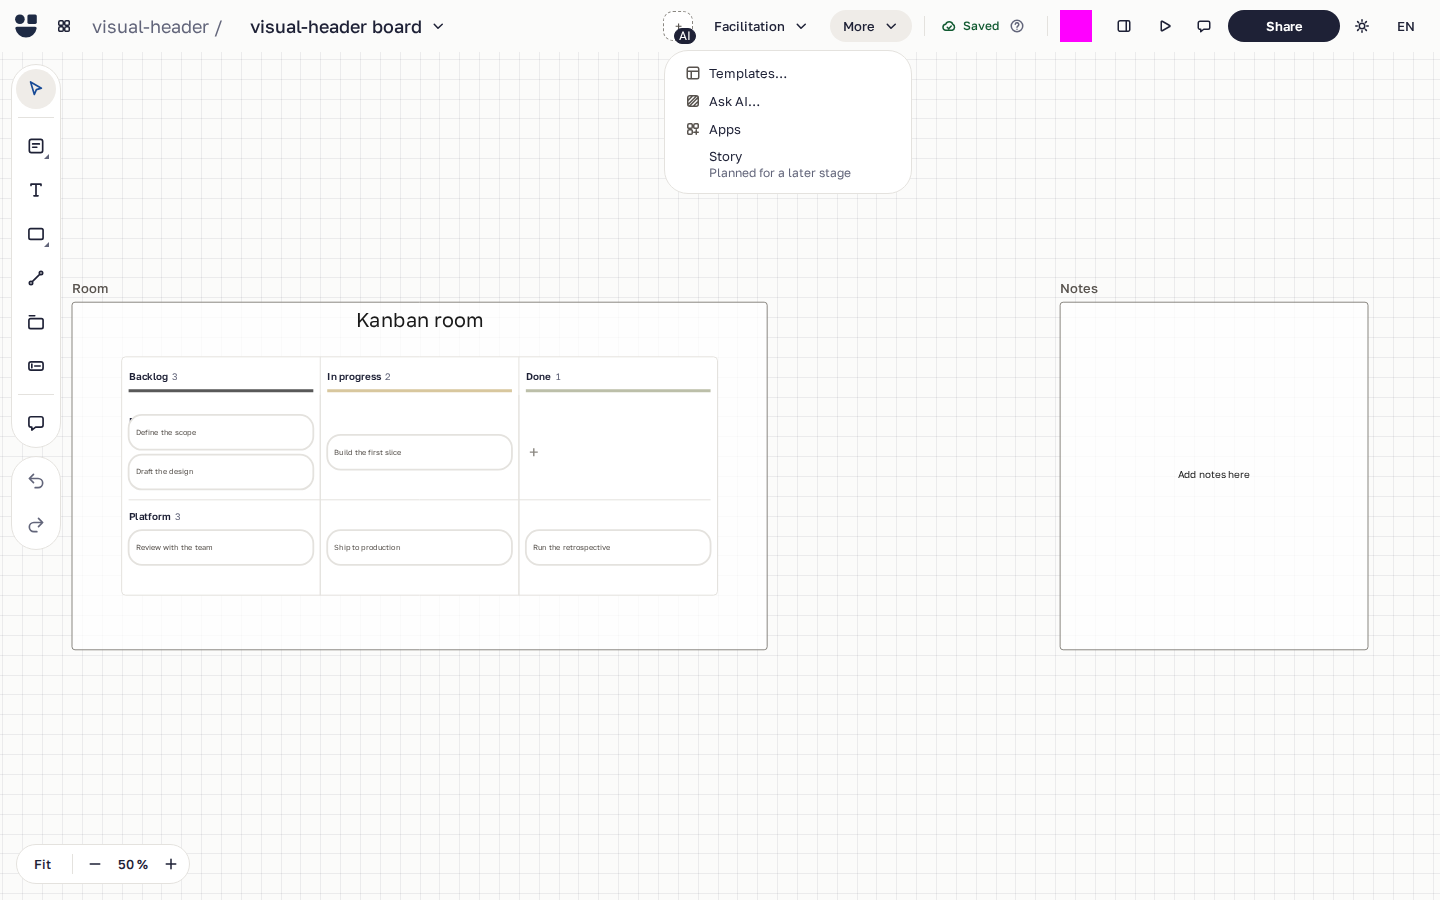 visual-header /
visual-header board
+
AI
Facilitation
More
Saved
Share
EN
Templates...
Ask AI...
Apps
Story
Planned for a later stage
Room
Kanban room
Backlog 3
In progress 2
Done 1
Define the scope
Build the first slice
+
Draft the design
Platform 3
Review with the team
Ship to production
Run the retrospective
Notes
Add notes here
Fit
50 %